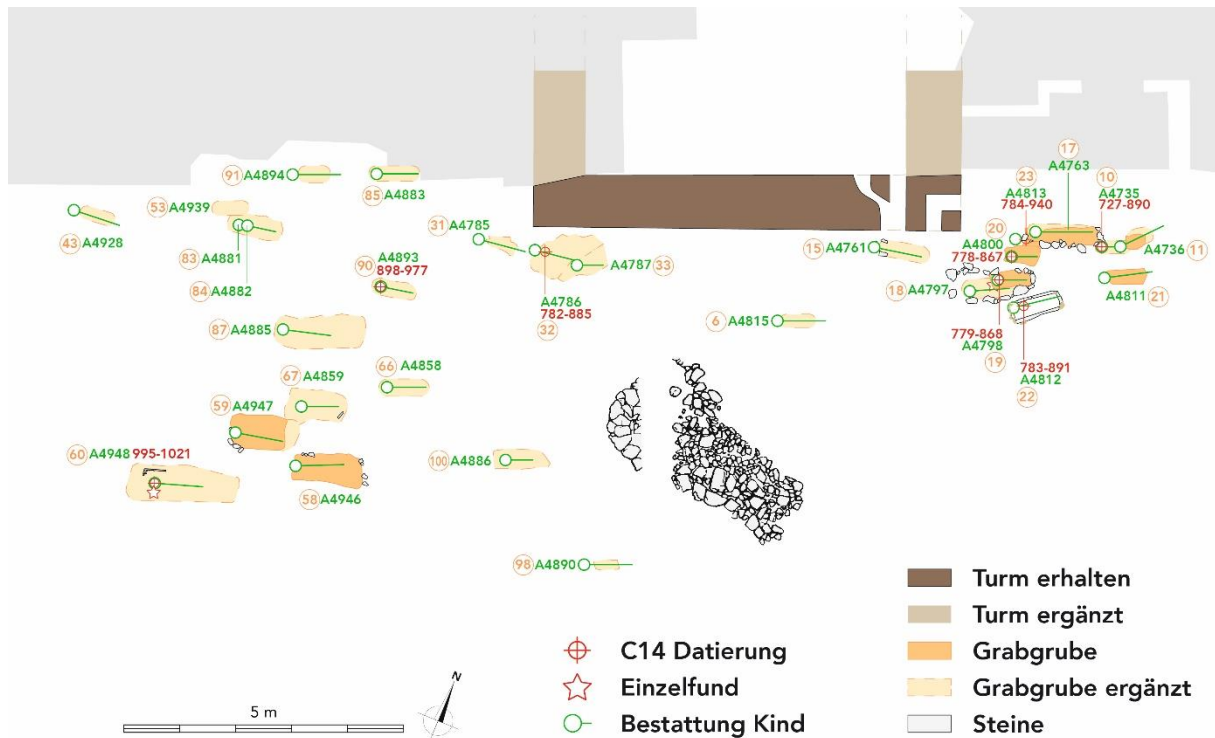 17
91 A4894
A4763
85 A4883
23
10
A4813
A4735
784-940
727-890
53 A4939
43 A4928
31 A4785
20
A4800
15 A4761
A4736 11
83 A4881
90 A4893
898-977
778-867
A4787 33
84 A4882
18 A4797
A4811 21
A4786
782-885
32
6 A4815
87 A4885
779-868
A4798
19
783-891
A4812
22
66 A4858
67 A4859
59 A4947
60 A4948 995-1021
100 A4886
58 A4946
98 A4890
Turm erhalten
Turm ergänzt
Grabgrube
Grabgrube ergänzt
Steine
C14 Datierung
Einzelfund
Bestattung Kind
5 m
N